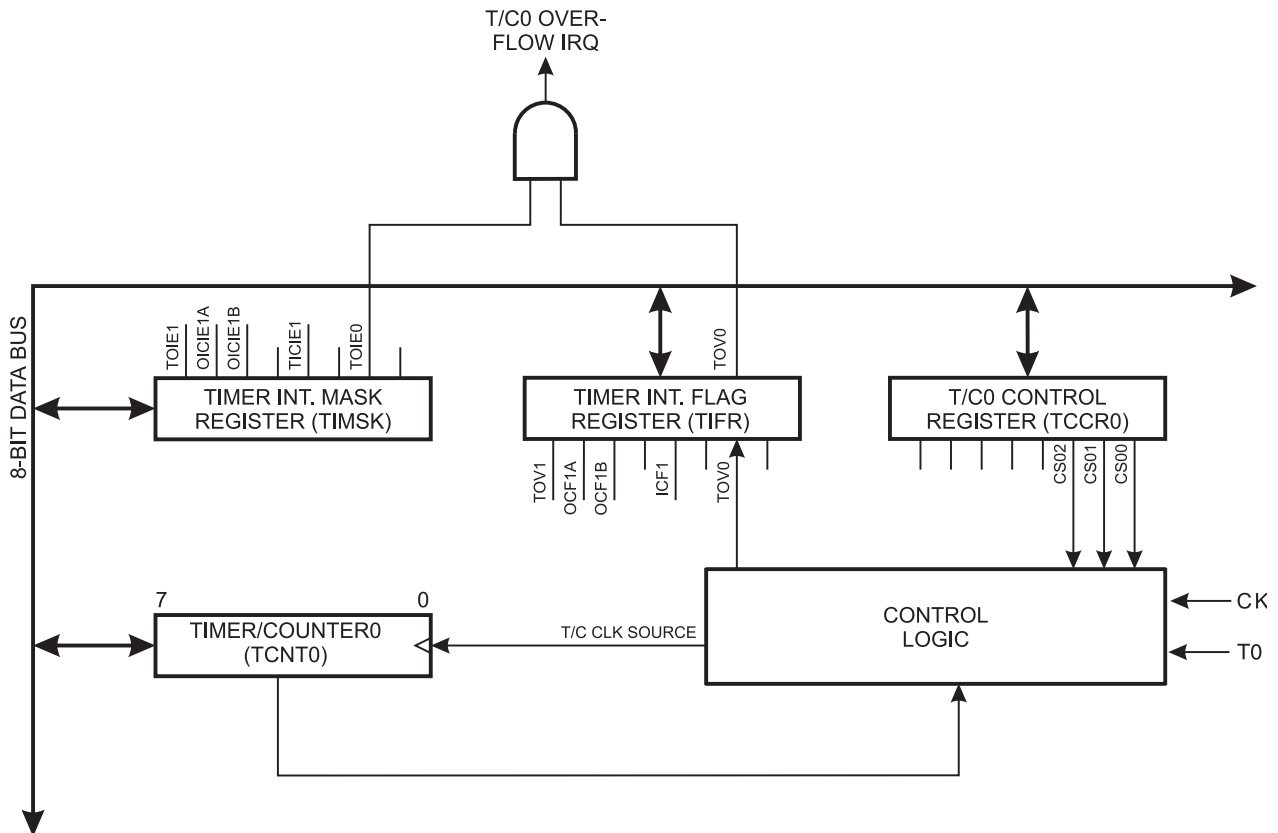 T/C0 OVER-
FLOW IRQ
8-BIT DATA BUS
TOIE1
OICIE1A
OICIE1B
TICIE1
TOIE0
TOV0
TIMER INT. MASK
REGISTER (TIMSK)
TIMER INT. FLAG
REGISTER (TIFR)
T/C0 CONTROL
REGISTER (TCCR0)
TOV1
OCF1A
OCF1B
ICF1
TOV0
CS02
CS01
CS00
7
0
TIMER/COUNTER0
(TCNT0)
T/C CLK SOURCE
CONTROL
LOGIC
CK
T0